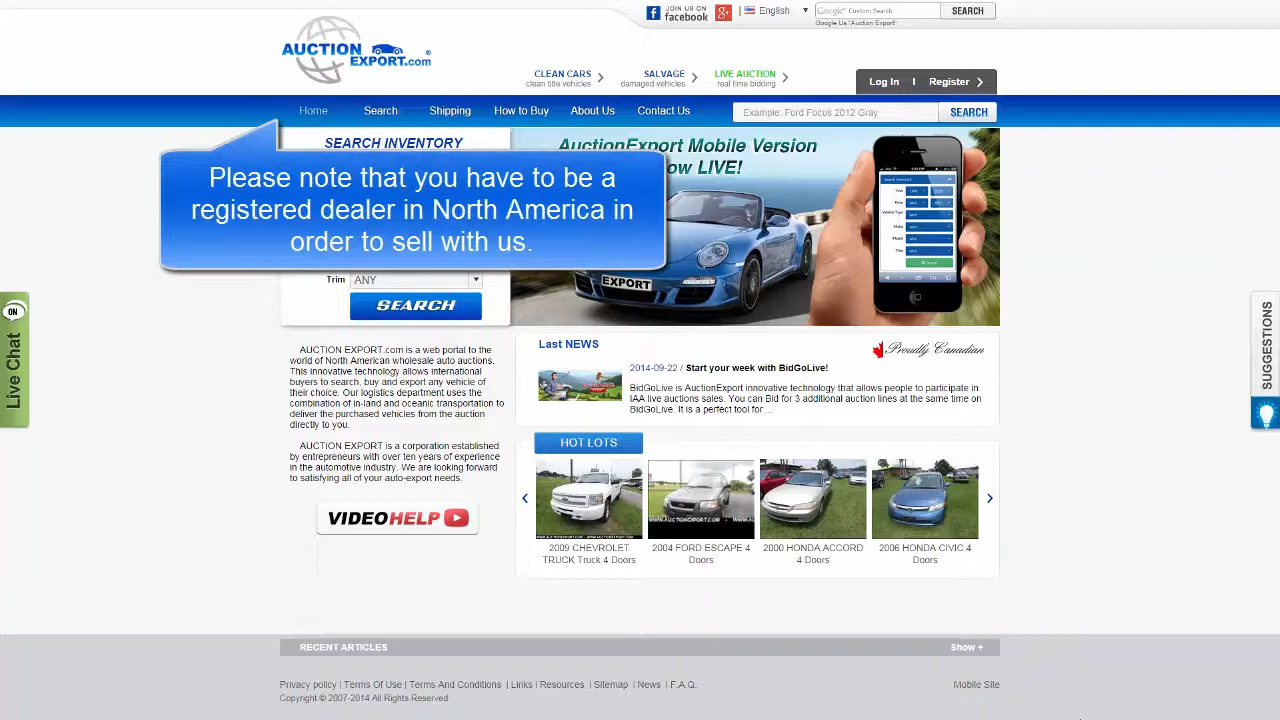 JOIN US ON
facebook
English
Google Custom Search
SEARCH
Google Us "Auction Export"
AUCTION
EXPORT.com
CLEAN CARS
clean title vehicles
SALVAGE
damaged vehicles
LIVE AUCTION
real time bidding
Log In | Register
Home Search Shipping How to Buy About Us Contact Us
Example: Ford Focus 2012 Gray
SEARCH
SEARCH INVENTORY
AuctionExport Mobile Version
ow LIVE!
Please note that you have to be a
registered dealer in North America in
order to sell with us.
Trim ANY
SEARCH
EXPORT
ON
Live Chat
SUGGESTIONS
AUCTION EXPORT.com is a web portal to the
world of North American wholesale auto auctions.
This innovative technology allows international
buyers to search, buy and export any vehicle of
their choice. Our logistics department uses the
combination of in-land and oceanic transportation to
deliver the purchased vehicles from the auction
directly to you.
AUCTION EXPORT is a corporation established
by entrepreneurs with over ten years of experience
in the automotive industry. We are looking forward
to satisfying all of your auto-export needs.
VIDEO HELP
Last NEWS
Proudly Canadian
2014-09-22 / Start your week with BidGoLive!
BidGoLive is AuctionExport innovative technology that allows people to participate in
IAA live auctions sales. You can Bid for 3 additional auction lines at the same time on
BidGoLive. It is a perfect tool for ...
HOT LOTS
2009 CHEVROLET
TRUCK Truck 4 Doors
2004 FORD ESCAPE 4
Doors
2000 HONDA ACCORD
4 Doors
2006 HONDA CIVIC 4
Doors
RECENT ARTICLES
Show +
Privacy policy | Terms Of Use | Terms And Conditions | Links | Resources | Sitemap | News | F.A.Q.
Mobile Site
Copyright © 2007-2014 All Rights Reserved